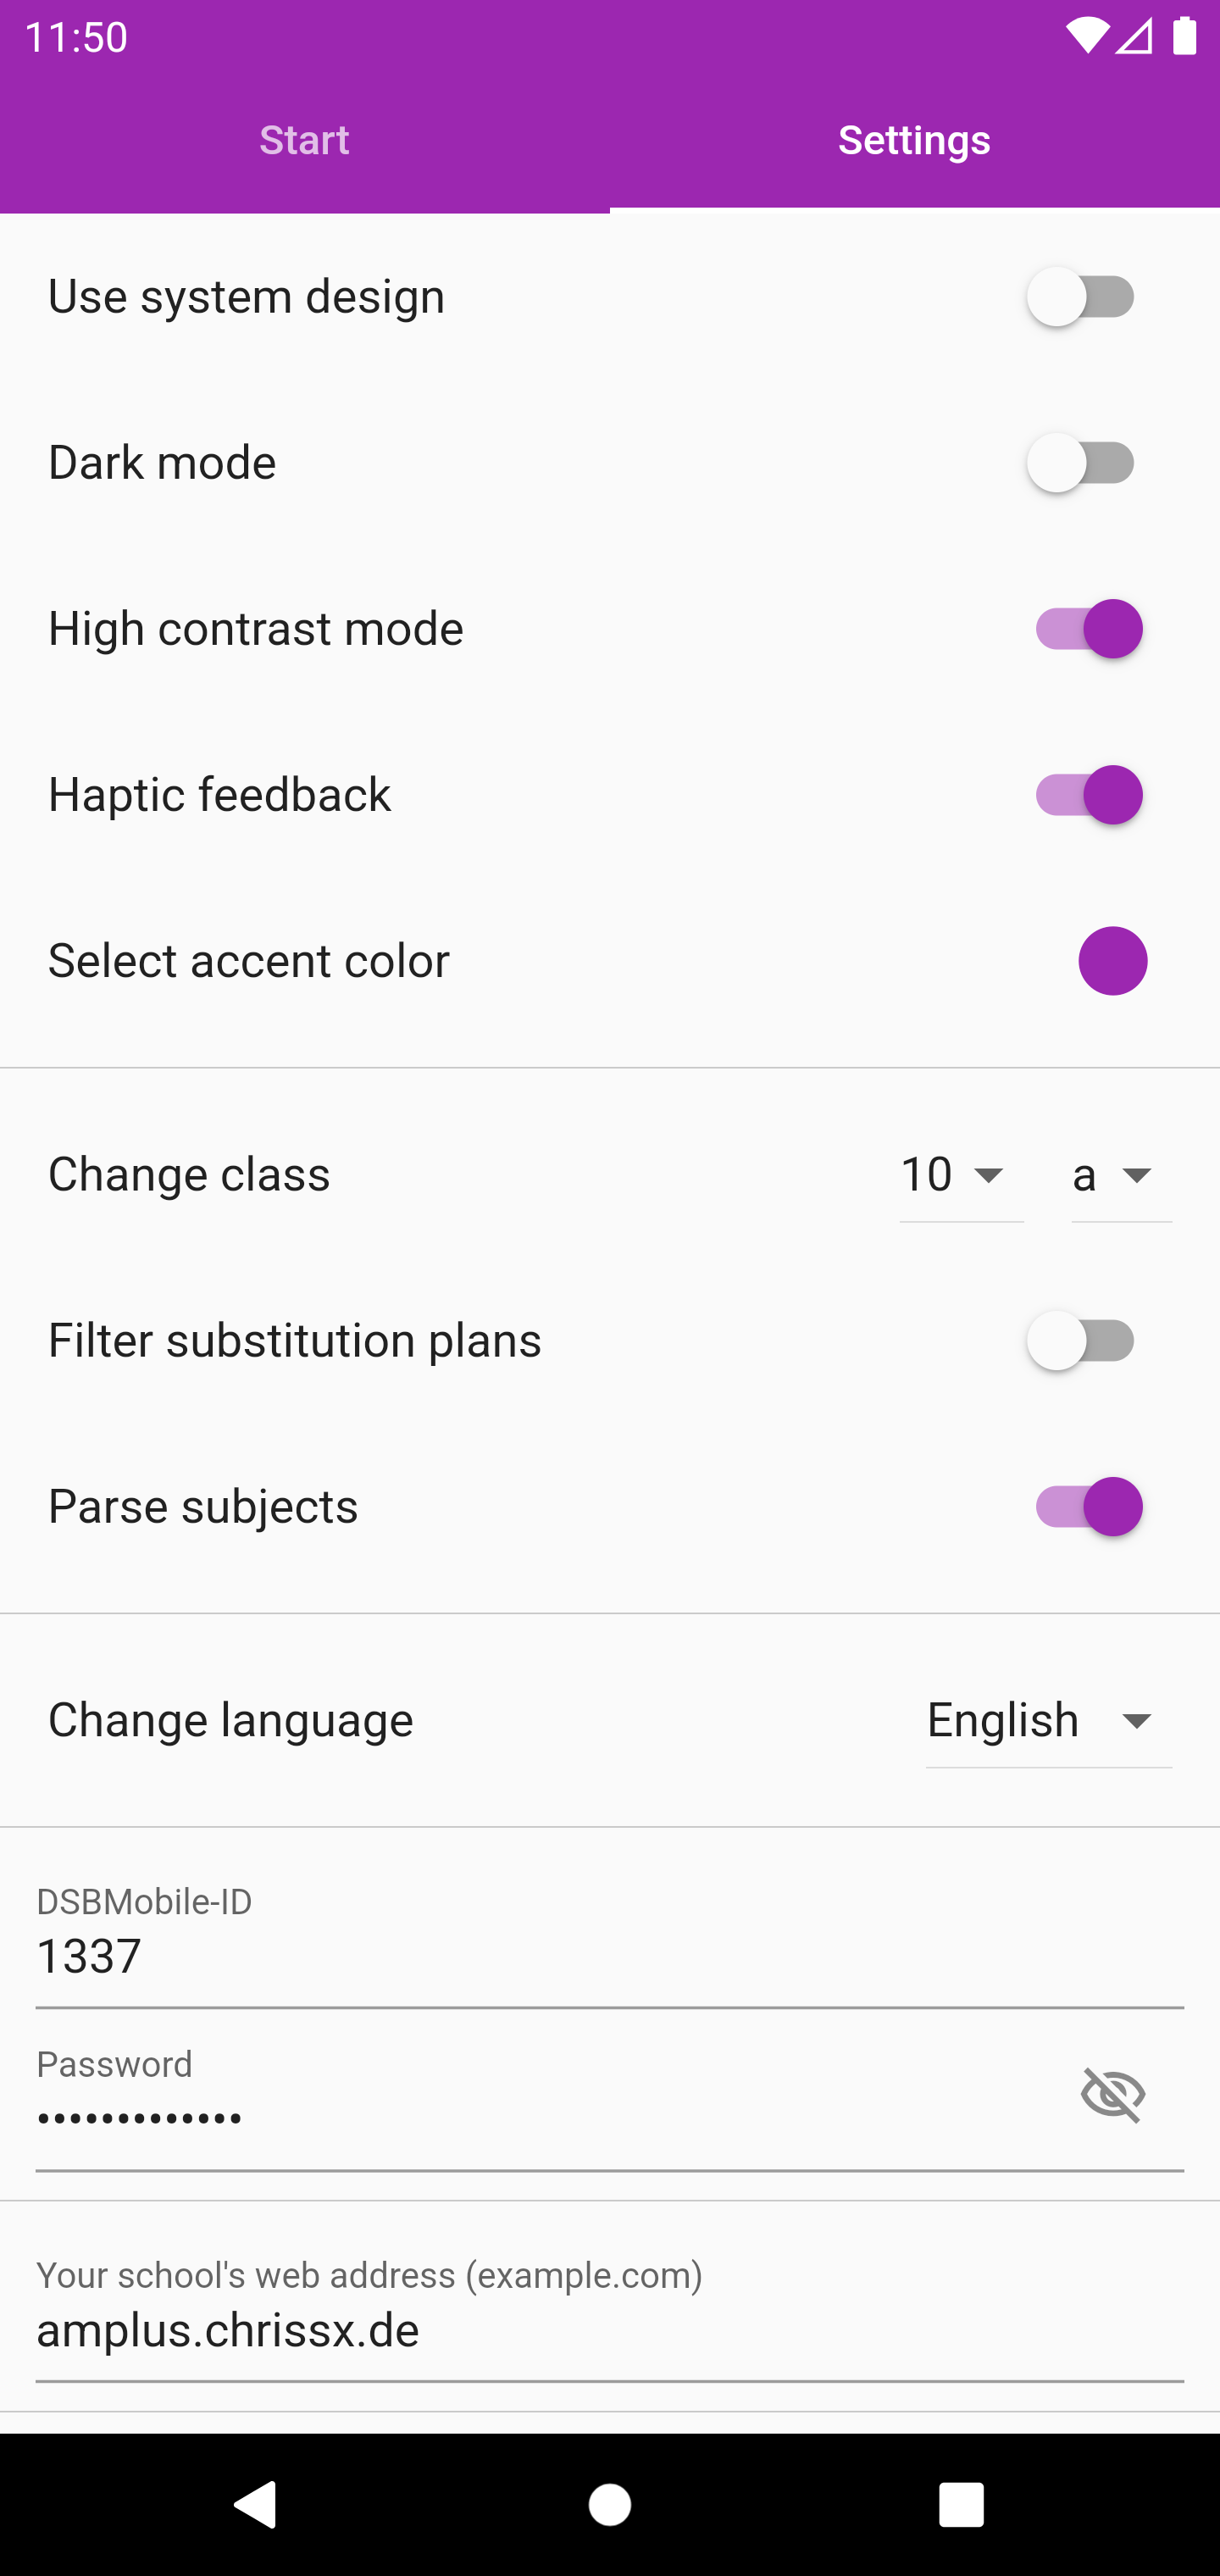 11:50
Start Settings
Use system design
Dark mode
High contrast mode
Haptic feedback
Select accent color
Change class 10 a
Filter substitution plans
Parse subjects
Change language English
DSBMobile-ID
1337
Password
•••••••••••••
Your school's web address (example.com)
amplus.chrissx.de